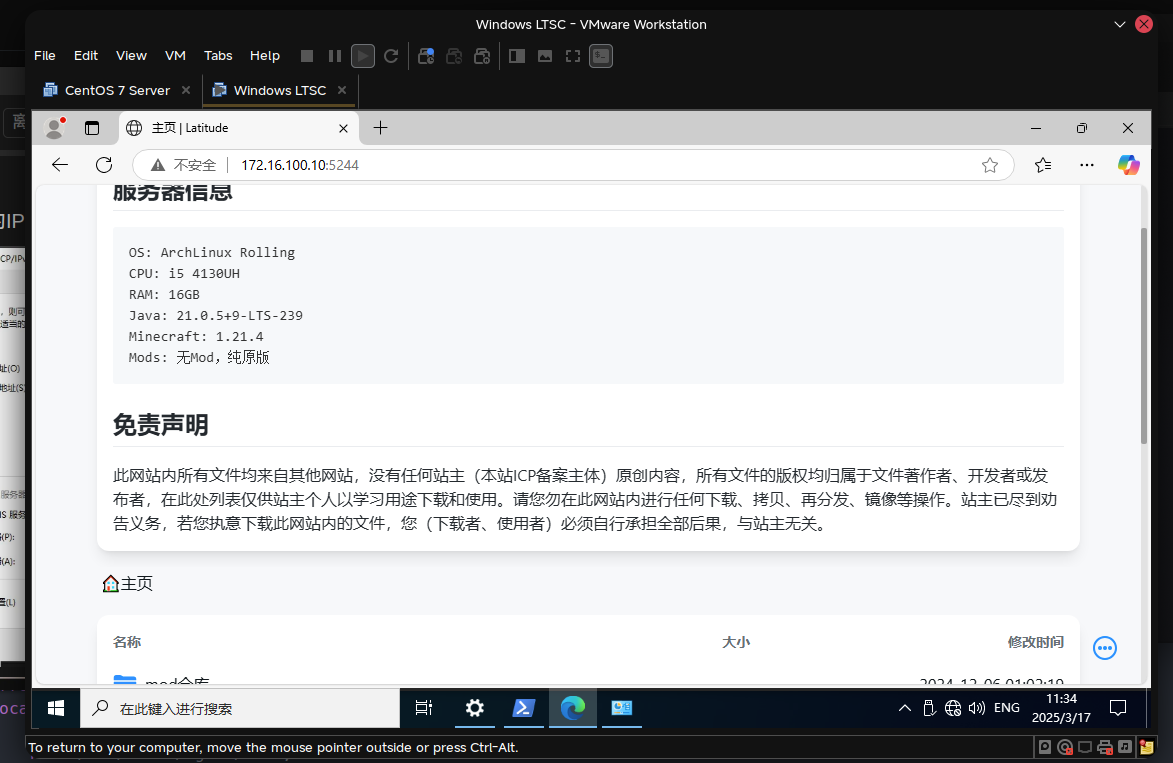 Windows LTSC - VMware Workstation
File Edit View VM Tabs Help
CentOS 7 Server Windows LTSC
离
主页 | Latitude
不安全 172.16.100.10:5244
服务器信息
OS: ArchLinux Rolling
CPU: i5 4130UH
RAM: 16GB
Java: 21.0.5+9-LTS-239
Minecraft: 1.21.4
Mods: 无Mod，纯原版
免责声明
此网站内所有文件均来自其他网站，没有任何站主（本站ICP备案主体）原创内容，所有文件的版权均归属于文件著作者、开发者或发
布者，在此处列表仅供站主个人以学习用途下载和使用。请您勿在此网站内进行任何下载、拷贝、再分发、镜像等操作。站主已尽到劝
告义务，若您执意下载此网站内的文件，您（下载者、使用者）必须自行承担全部后果，与站主无关。
主页
名称 大小 修改时间
mod仓库 2024-12-06 01:02:19
在此键入进行搜索
ENG
11:34
2025/3/17
To return to your computer, move the mouse pointer outside or press Ctrl-Alt.